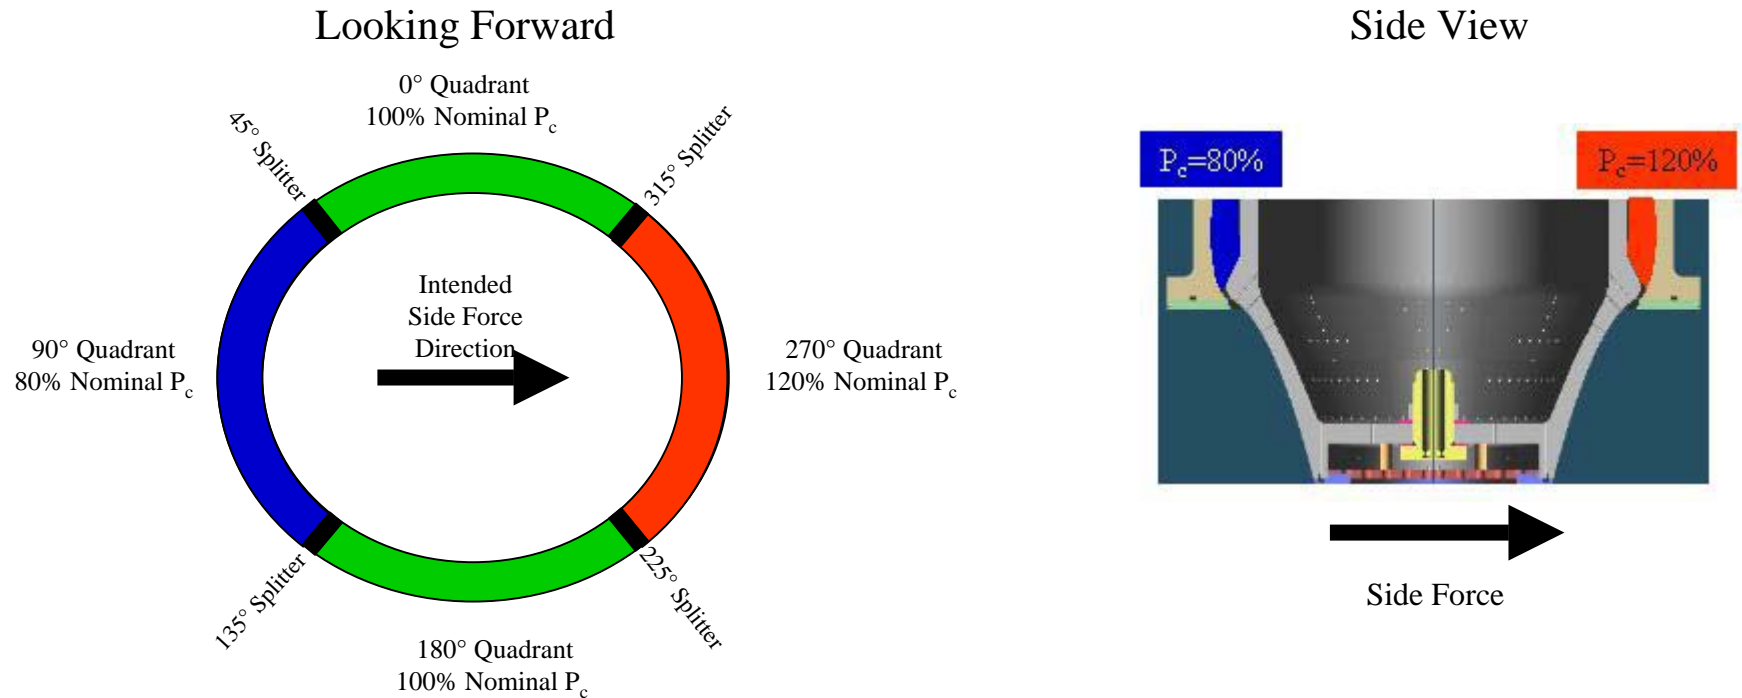 Looking Forward
Side View
0° Quadrant
100% Nominal Pc
45° Splitter
315° Splitter
Pc=80%
Pc=120%
Intended
Side Force
Direction
90° Quadrant
80% Nominal Pc
270° Quadrant
120% Nominal Pc
135° Splitter
225° Splitter
Side Force
180° Quadrant
100% Nominal Pc